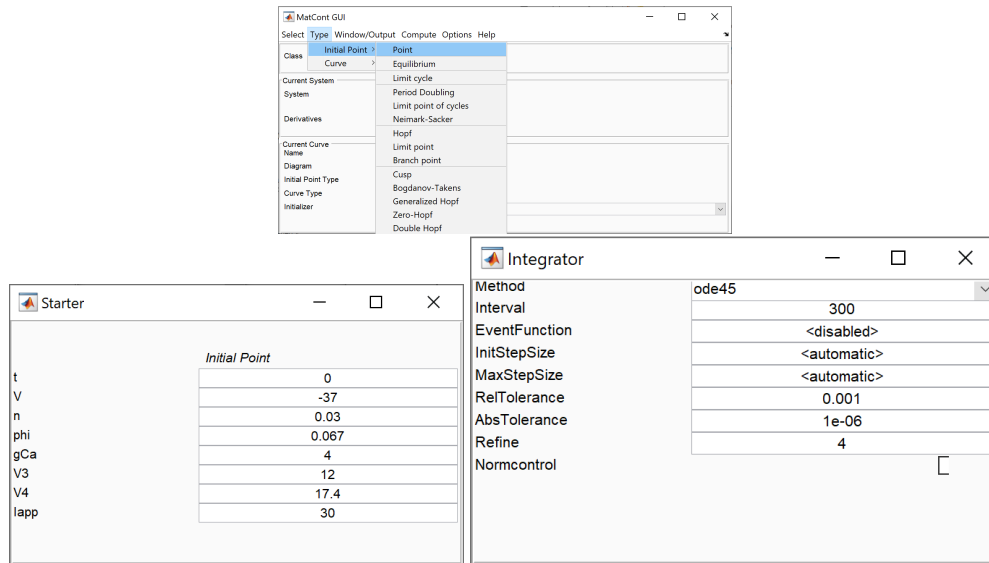 MatCont GUI
Select Type Window/Output Compute Options Help
Class
Initial Point
Curve
Point
Equilibrium
Limit cycle
Period Doubling
Limit point of cycles
Neimark-Sacker
Hopf
Limit point
Branch point
Cusp
Bogdanov-Takens
Generalized Hopf
Zero-Hopf
Double Hopf
Current System
System
Derivatives
Current Curve
Name
Diagram
Initial Point Type
Curve Type
Initializer
Starter
Initial Point
t 0
V -37
n 0.03
phi 0.067
gCa 4
V3 12
V4 17.4
Iapp 30
Integrator
Method ode45
Interval 300
EventFunction <disabled>
InitStepSize <automatic>
MaxStepSize <automatic>
RelTolerance 0.001
AbsTolerance 1e-06
Refine 4
Normcontrol